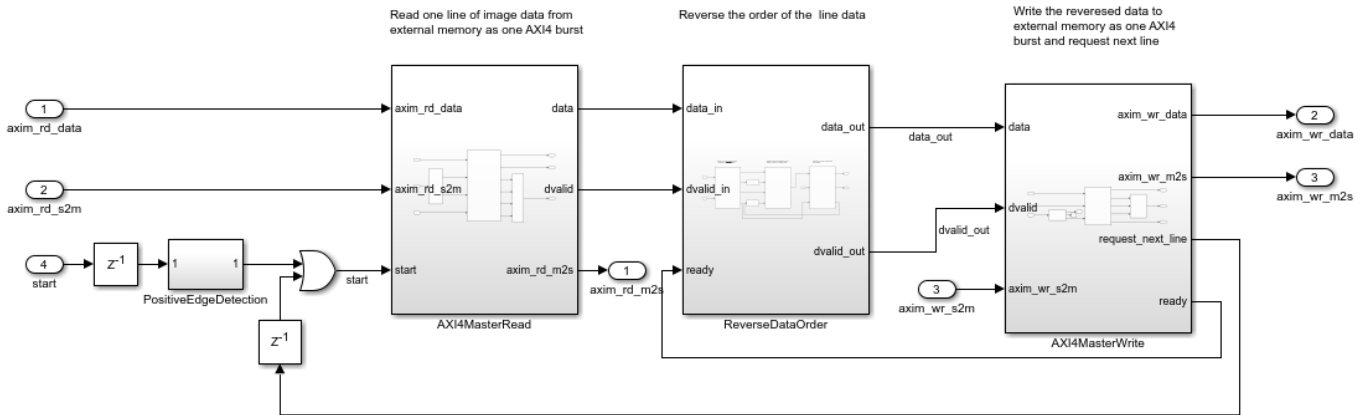 Read one line of image data from
external memory as one AXI4 burst
Reverse the order of the  line data
Write the reveresed data to
external memory as one AXI4
burst and request next line
1
axim_rd_data
axim_rd_data
data
data_in
data_out
data_out
data
axim_wr_data
2
axim_wr_data
2
axim_rd_s2m
axim_rd_s2m
dvalid
dvalid_in
dvalid_out
dvalid_out
dvalid
axim_wr_m2s
3
axim_wr_m2s
request_next_line
4
start
z-1
1
1
PositiveEdgeDetection
start
start
axim_rd_m2s
1
axim_rd_m2s
ready
3
axim_wr_s2m
axim_wr_s2m
ready
AXI4MasterRead
ReverseDataOrder
AXI4MasterWrite
z-1